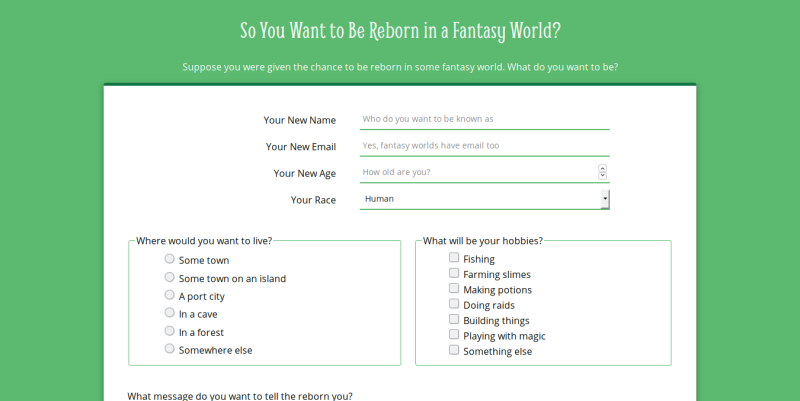 So You Want to Be Reborn in a Fantasy World?
Suppose you were given the chance to be reborn in some fantasy world. What do you want to be?
Your New Name Who do you want to be known as
Your New Email Yes, fantasy worlds have email too
Your New Age How old are you?
Your Race Human
Where would you want to live?
Some town
Some town on an island
A port city
In a cave
In a forest
Somewhere else
What will be your hobbies?
Fishing
Farming slimes
Making potions
Doing raids
Building things
Playing with magic
Something else
What message do you want to tell the reborn you?